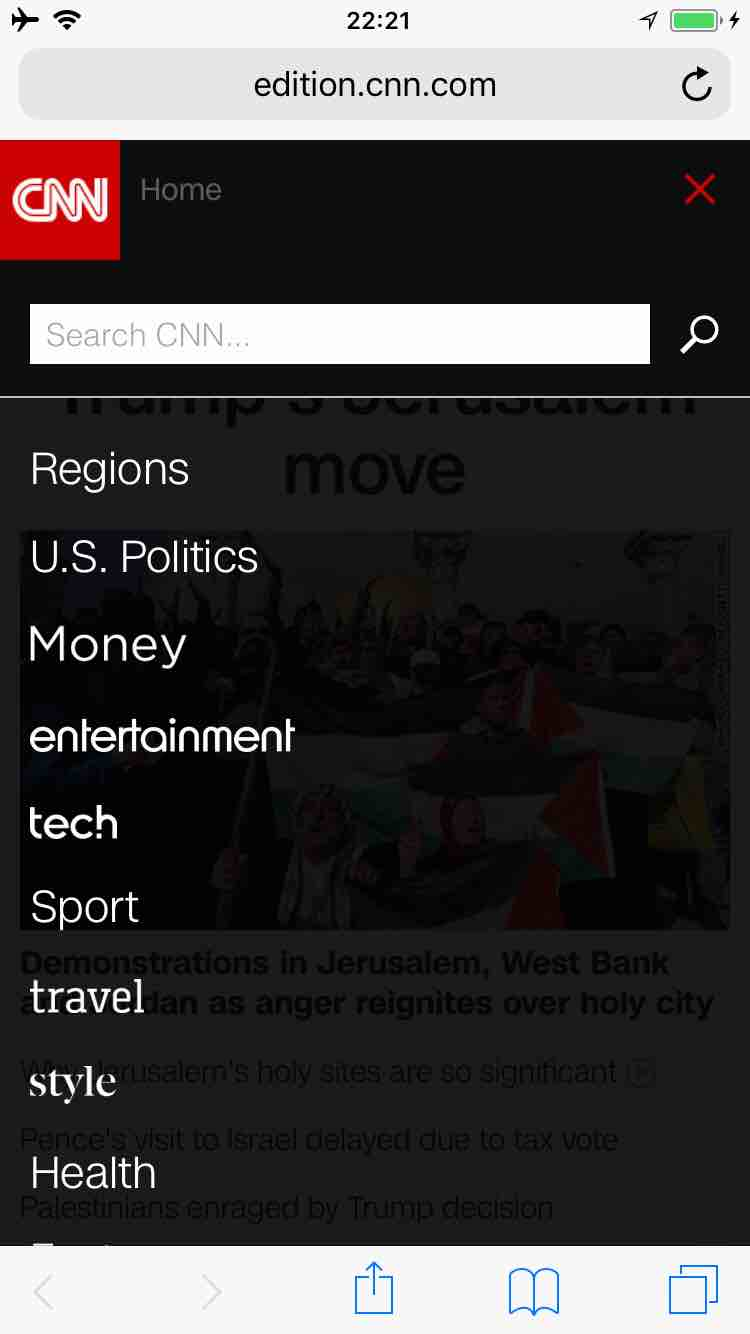 22:21
edition.cnn.com
CNN
Home
Search CNN...
Trump's Jerusalem
move
Regions
U.S. Politics
Money
entertainment
tech
Sport
Demonstrations in Jerusalem, West Bank
and Jordan as anger reignites over holy city
travel
Why Jerusalem's holy sites are so significant
style
Pence's visit to Israel delayed due to tax vote
Health
Palestinians enraged by Trump decision